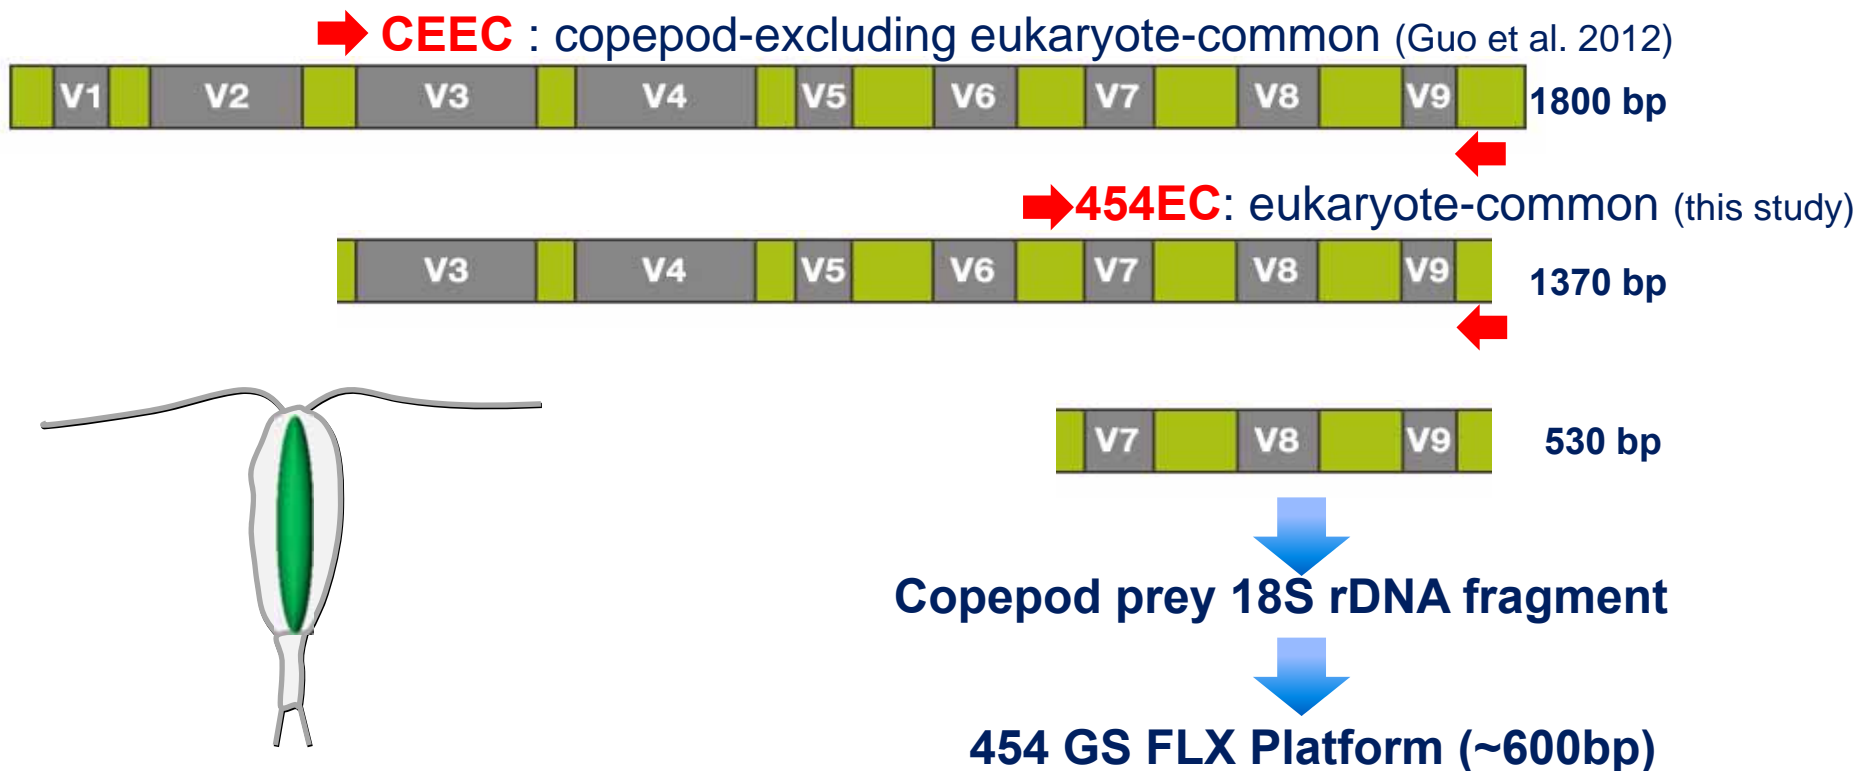 CEEC : copepod-excluding eukaryote-common (Guo et al. 2012)
V1 V2 V3 V4 V5 V6 V7 V8 V9 1800 bp
454EC: eukaryote-common (this study)
V3 V4 V5 V6 V7 V8 V9 1370 bp
V7 V8 V9 530 bp
Copepod prey 18S rDNA fragment
454 GS FLX Platform (~600bp)